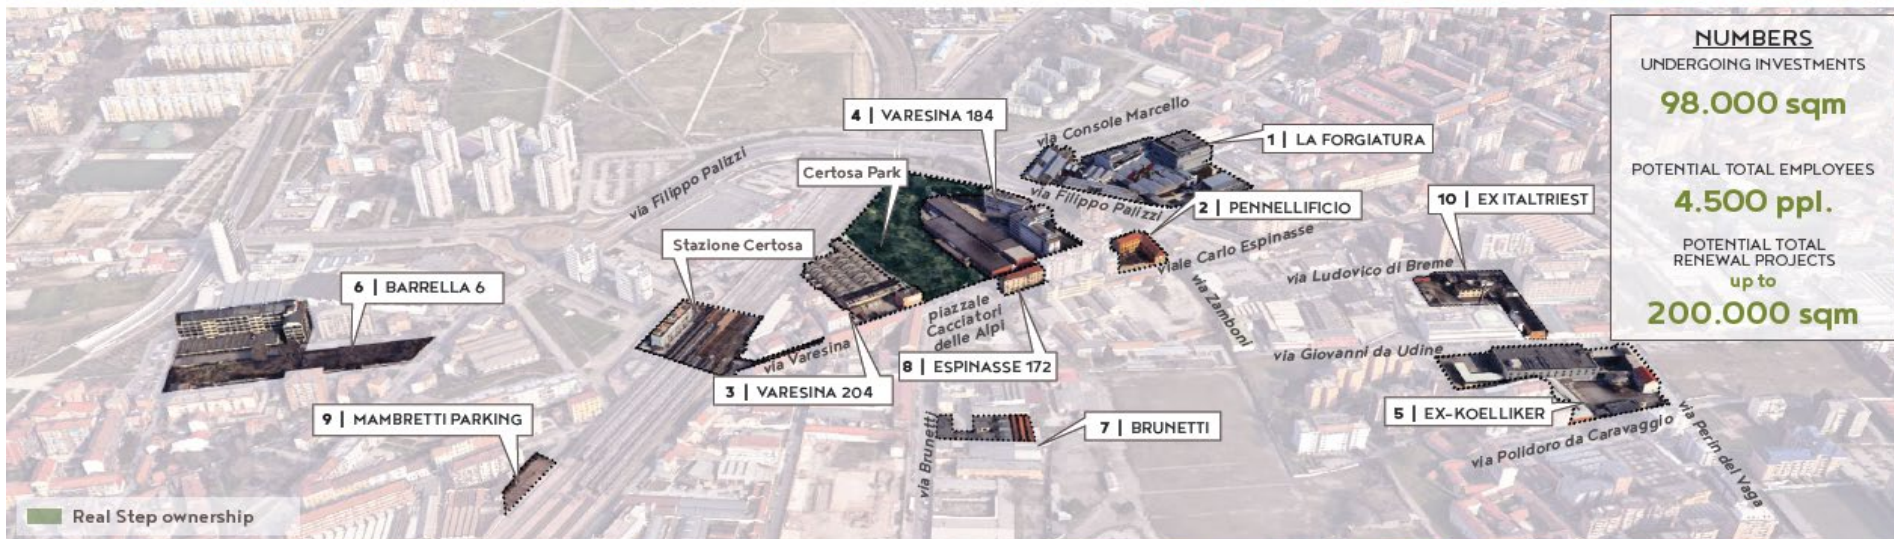 NUMBERS
UNDERGOING INVESTMENTS
98.000 sqm
POTENTIAL TOTAL EMPLOYEES
4.500 ppl.
POTENTIAL TOTAL
RENEWAL PROJECTS
up to
200.000 sqm
4 | VARESINA 184
via Console Marcello
1 | LA FORGIATURA
via Filippo Palizzi
Certosa Park
via Filippo Palizzi
2 | PENNELLIFICIO
10 | EX ITALTRIEST
Stazione Certosa
viale Carlo Espinasse
via Ludovico di Breme
6 | BARRELLA 6
via Zamboni
piazzale
Cacciatori
delle Alpi
via Varesina
via Giovanni da Udine
8 | ESPINASSE 172
3 | VARESINA 204
9 | MAMBRETTI PARKING
5 | EX-KOELLIKER
7 | BRUNETTI
via Brunetti
via Polidoro da Caravaggio
via Perin del Vaga
Real Step ownership